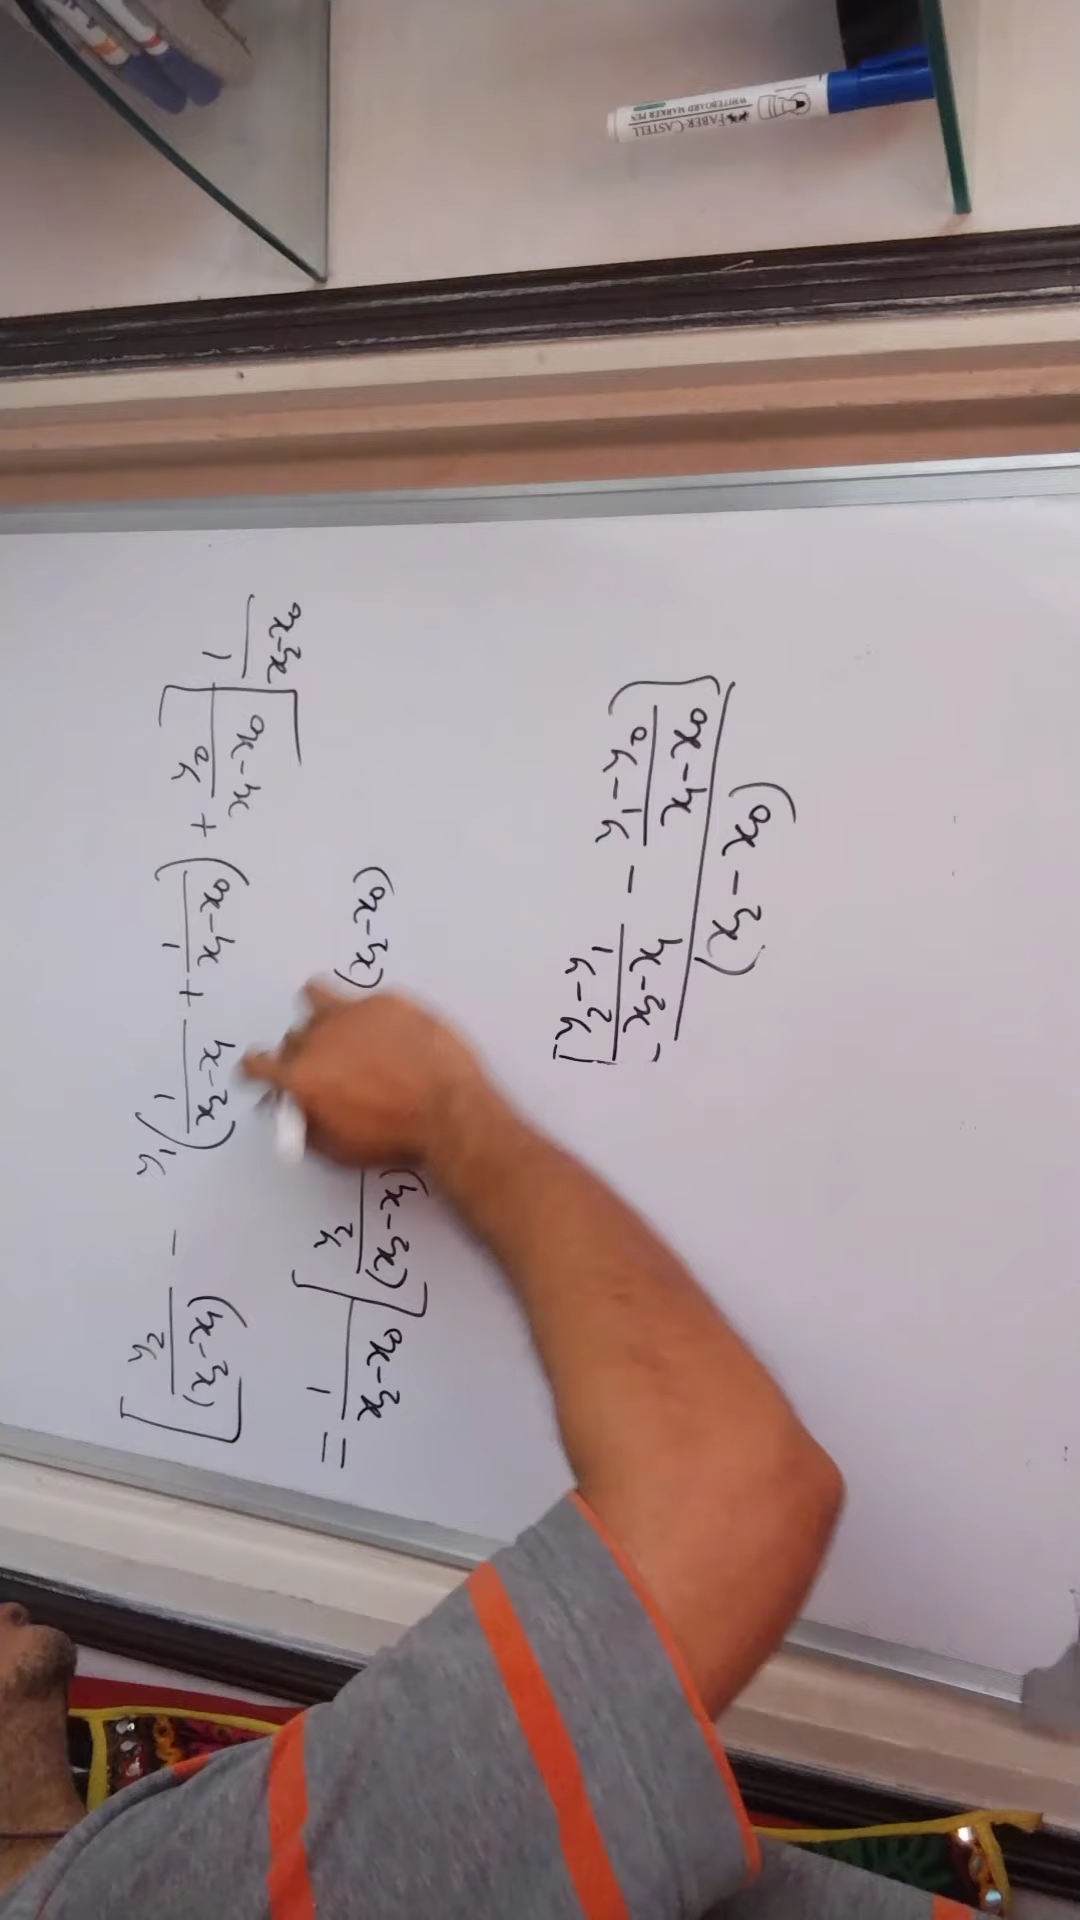 [y₂/(x₂-x₁) - y₁(1/(x₂-x₁) + 1/(x₁-x₀)) + y₀/(x₁-x₀)] 1/(x₂-x₀)
= 1/(x₂-x₀) [y₂/(x₂-x₁)
(x₂-x₀)
[(y₂-y₁)/(x₂-x₁) - (y₁-y₀)/(x₁-x₀)]
(x₂-x₀)
FABER-CASTELL
WHITEBOARD MARKER PEN